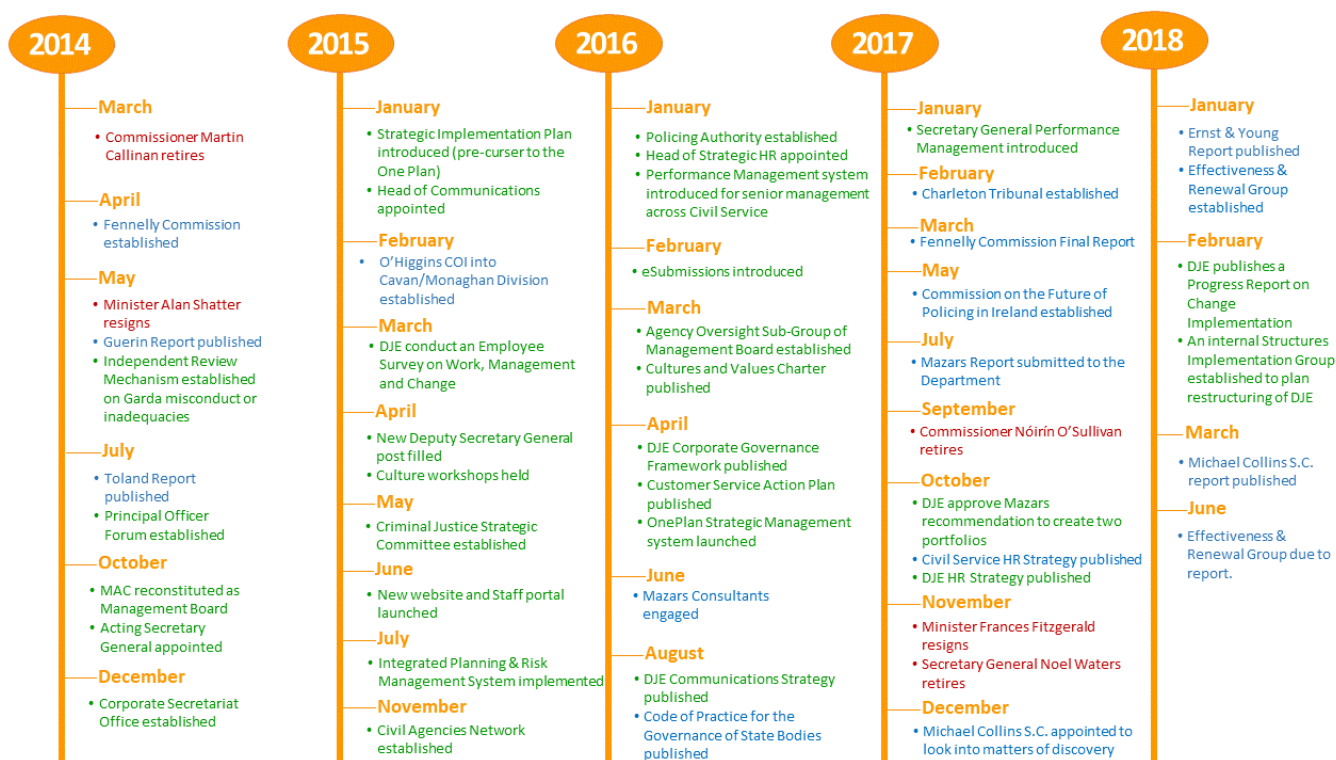 2014
March
• Commissioner Martin
Callinan retires
April
• Fennelly Commission
established
May
• Minister Alan Shatter
resigns
• Guerin Report published
• Independent Review
Mechanism established
on Garda misconduct or
inadequacies
July
• Toland Report
published
• Principal Officer
Forum established
October
• MAC reconstituted as
Management Board
• Acting Secretary
General appointed
December
• Corporate Secretariat
Office established
2015
January
• Strategic Implementation Plan
introduced (pre-curser to the
One Plan)
• Head of Communications
appointed
February
• O'Higgins COI into
Cavan/Monaghan Division
established
March
• DJE conduct an Employee
Survey on Work, Management
and Change
April
• New Deputy Secretary General
post filled
• Culture workshops held
May
• Criminal Justice Strategic
Committee established
June
• New website and Staff portal
launched
July
• Integrated Planning & Risk
Management System implemented
November
• Civil Agencies Network
established
2016
January
• Policing Authority established
• Head of Strategic HR appointed
• Performance Management system
introduced for senior management
across Civil Service
February
• eSubmissions introduced
March
• Agency Oversight Sub-Group of
Management Board established
• Cultures and Values Charter
published
April
• DJE Corporate Governance
Framework published
• Customer Service Action Plan
published
• OnePlan Strategic Management
system launched
June
• Mazars Consultants
engaged
August
• DJE Communications Strategy
published
• Code of Practice for the
Governance of State Bodies
published
2017
January
• Secretary General Performance
Management introduced
February
• Charleton Tribunal established
March
• Fennelly Commission Final Report
May
• Commission on the Future of
Policing in Ireland established
July
• Mazars Report submitted to the
Department
September
• Commissioner Nóirín O'Sullivan
retires
October
• DJE approve Mazars
recommendation to create two
portfolios
• Civil Service HR Strategy published
• DJE HR Strategy published
November
• Minister Frances Fitzgerald
resigns
• Secretary General Noel Waters
retires
December
• Michael Collins S.C. appointed to
look into matters of discovery
2018
January
• Ernst & Young
Report published
• Effectiveness &
Renewal Group
established
February
• DJE publishes a
Progress Report on
Change
Implementation
• An internal Structures
Implementation Group
established to plan
restructuring of DJE
March
• Michael Collins S.C.
report published
June
• Effectiveness &
Renewal Group due to
report.